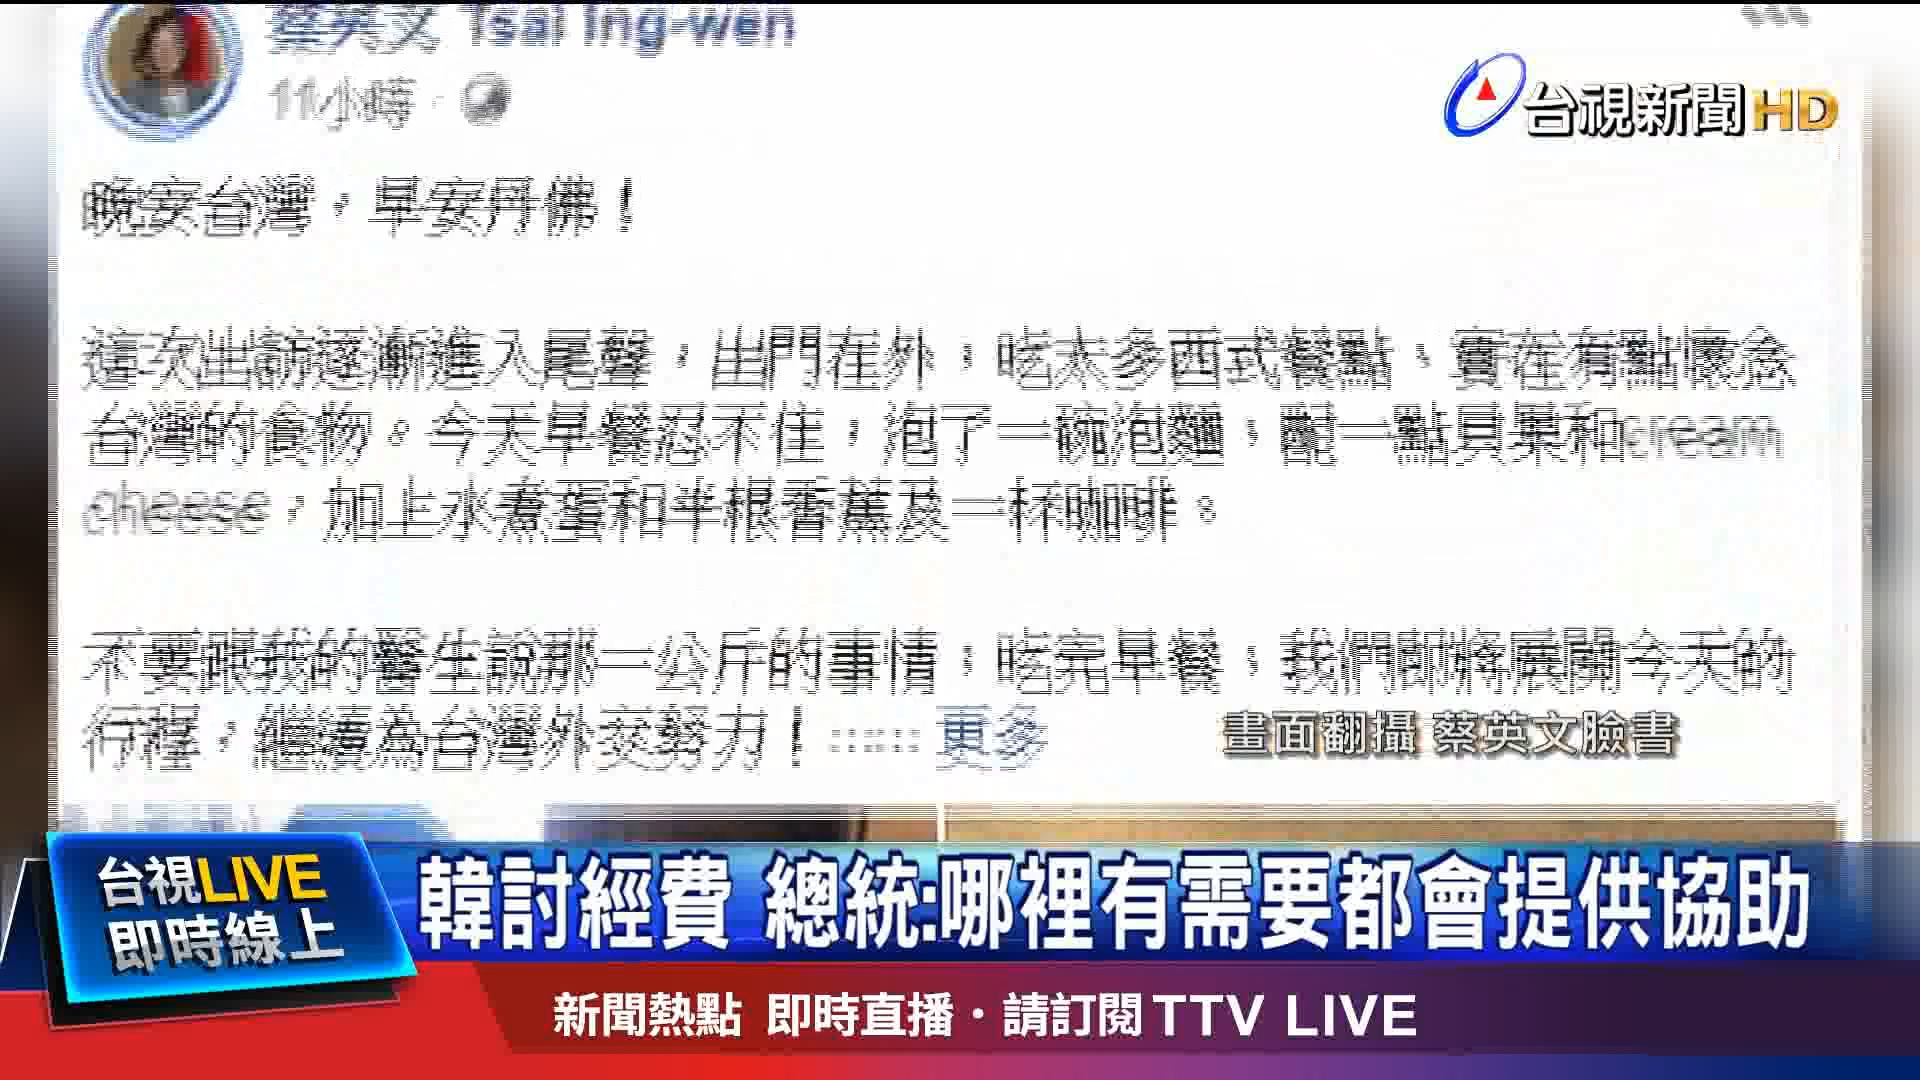 蔡英文 Tsai Ing-wen
11小時
台視新聞HD
晚安台灣，早安丹佛！
這次出訪逐漸進入尾聲，出門在外，吃太多西式餐點，實在有點懷念
台灣的食物。今天早餐忍不住，泡了一碗泡麵，配一點貝果和cream
cheese，加上水煮蛋和半根香蕉及一杯咖啡。
不要跟我的醫生說那一公斤的事情，吃完早餐，我們即將展開今天的
行程，繼續為台灣外交努力！...... 更多
畫面翻攝 蔡英文臉書
台視LIVE
即時線上
韓討經費 總統:哪裡有需要都會提供協助
新聞熱點 即時直播・請訂閱TTV LIVE